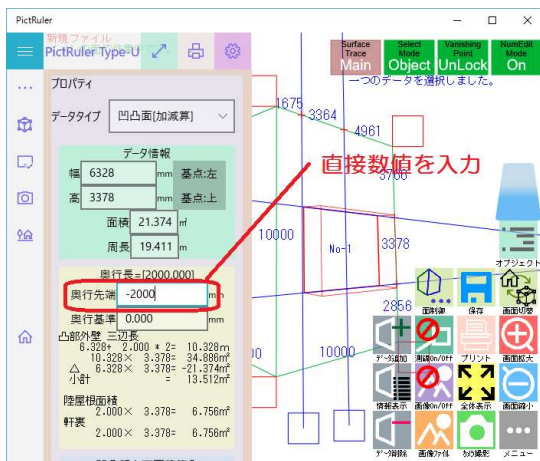 PictRuler
新規ファイル
PictRuler Type-U
Surface Trace
Main
Select Mode
Object
Vanishing Point
UnLock
NumEdit Mode
On
一つのデータを選択しました。
プロパティ
データタイプ 凹凸面[加減算]
データ情報
幅 6328 mm 基点:左
高 3378 mm 基点:上
面積 21.374 ㎡
周長 19.411 m
奥行長=[2000.000]
奥行先端 -2000 mm
奥行基準 0.000 mm
凸部外壁 三辺長
6.328+ 2.000 * 2= 10.328m
10.328× 3.378= 34.886m²
△ 6.328× 3.378= -21.374m²
小計 = 13.512m²
陸屋根面積
2.000× 3.378= 6.756m²
軒裏
2.000× 3.378= 6.756m²
直接数値を入力
1675
3364
4961
3766
10000
No-1
3378
2856
10000
オブジェクト
面制御
保存
画面切替
データ追加
測線On/Off
プリント
画面拡大
情報表示
画像On/Off
全体表示
画面縮小
データ削除
画像ファイル
カメラ撮影
メニュー